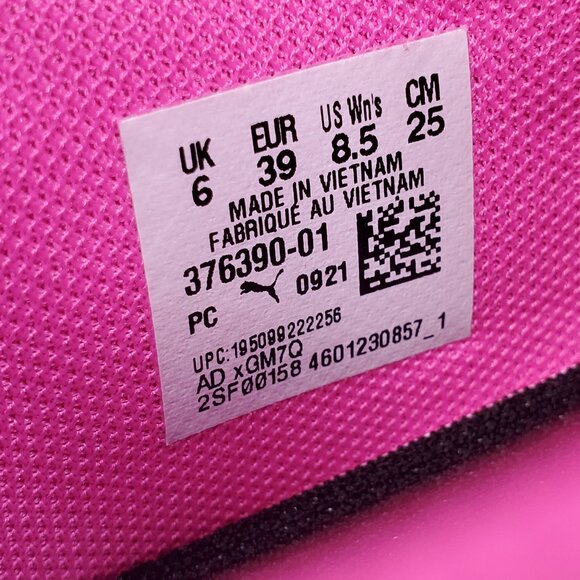 UK EUR US Wn's CM
6 39 8.5 25
MADE IN VIETNAM
FABRIQUÉ AU VIETNAM
376390-01
PC 0921
UPC:195099222256
AD xGM7Q
2SF00158 4601230857_1